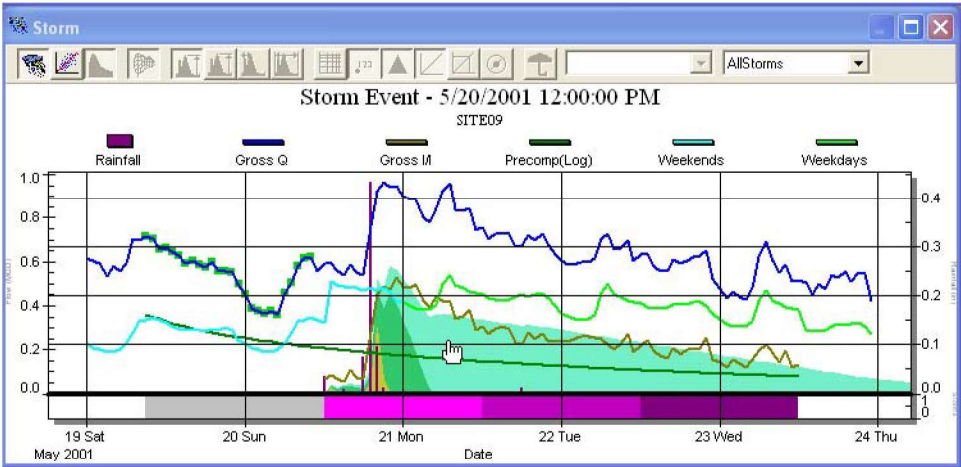 Storm
123
AllStorms
Storm Event - 5/20/2001 12:00:00 PM
SITE09
Rainfall Gross Q Gross I/I Precomp(Log) Weekends Weekdays
1.0
0.8
0.6
0.4
0.2
0.0
0.4
0.3
0.2
0.1
0.0
1
0
19 Sat 20 Sun 21 Mon 22 Tue 23 Wed 24 Thu
May 2001 Date